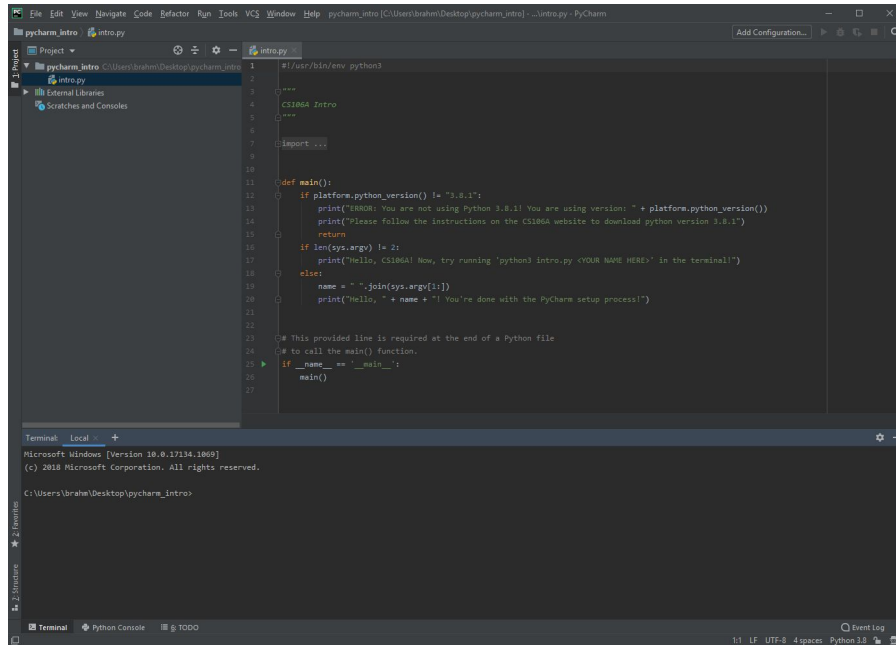 PC File Edit View Navigate Code Refactor Run Tools VCS Window Help pycharm_intro [C:\Users\brahm\Desktop\pycharm_intro] - ...\intro.py - PyCharm
pycharm_intro intro.py Add Configuration...
1: Project
Project
intro.py
pycharm_intro C:\Users\brahm\Desktop\pycharm_intro
intro.py
External Libraries
Scratches and Consoles
1 #!/usr/bin/env python3
2
3 """
4 CS106A Intro
5 """
6
7 import ...
9
10
11 def main():
12 if platform.python_version() != "3.8.1":
13 print("ERROR: You are not using Python 3.8.1! You are using version: " + platform.python_version())
14 print("Please follow the instructions on the CS106A website to download python version 3.8.1")
15 return
16 if len(sys.argv) != 2:
17 print("Hello, CS106A! Now, try running 'python3 intro.py <YOUR NAME HERE>' in the terminal!")
18 else:
19 name = " ".join(sys.argv[1:])
20 print("Hello, " + name + "! You're done with the PyCharm setup process!")
21
22
23 # This provided line is required at the end of a Python file
24 # to call the main() function.
25 if __name__ == '__main__':
26 main()
27
Terminal: Local +
Microsoft Windows [Version 10.0.17134.1069]
(c) 2018 Microsoft Corporation. All rights reserved.
C:\Users\brahm\Desktop\pycharm_intro>
2: Favorites
2: Structure
Terminal Python Console 6: TODO Event Log
1:1 LF UTF-8 4 spaces Python 3.8